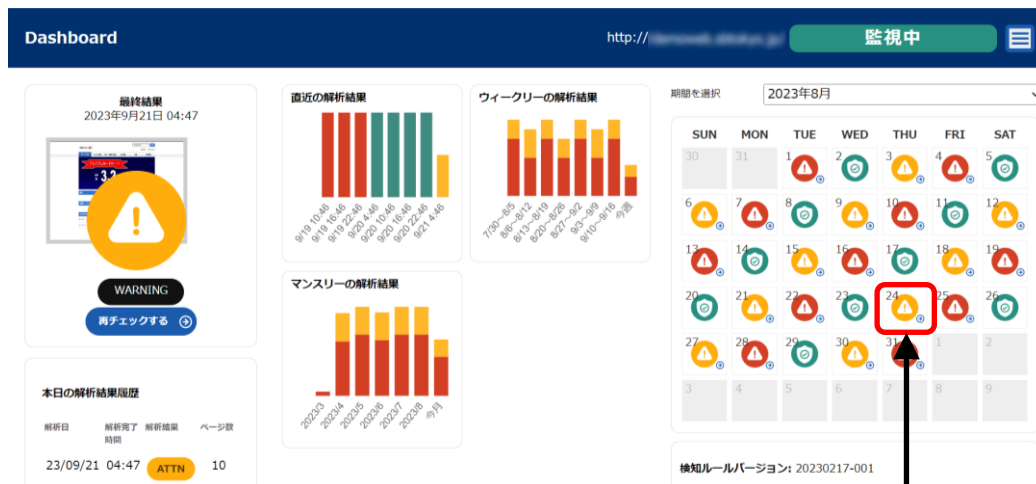 Dashboard
http://
監視中
最終結果
2023年9月21日 04:47
3.2
WARNING
再チェックする
本日の解析結果履歴
解析日 解析完了時間 解析結果 ページ数
23/09/21 04:47 ATTN 10
直近の解析結果
9/19 10:46
9/19 16:46
9/19 22:46
9/20 4:46
9/20 10:46
9/20 16:46
9/20 22:46
9/21 4:46
ウィークリーの解析結果
7/30～8/5
8/6～8/12
8/13～8/19
8/20～8/26
8/27～9/2
9/3～9/9
9/10～9/16
今週
マンスリーの解析結果
2023/3
2023/4
2023/5
2023/6
2023/7
2023/8
今月
期間を選択 2023年8月
SUN MON TUE WED THU FRI SAT
30 31 1 2 3 4 5
6 7 8 9 10 11 12
13 14 15 16 17 18 19
20 21 22 23 24 25 26
27 28 29 30 31 1 2
3 4 5 6 7 8 9
検知ルールバージョン: 20230217-001